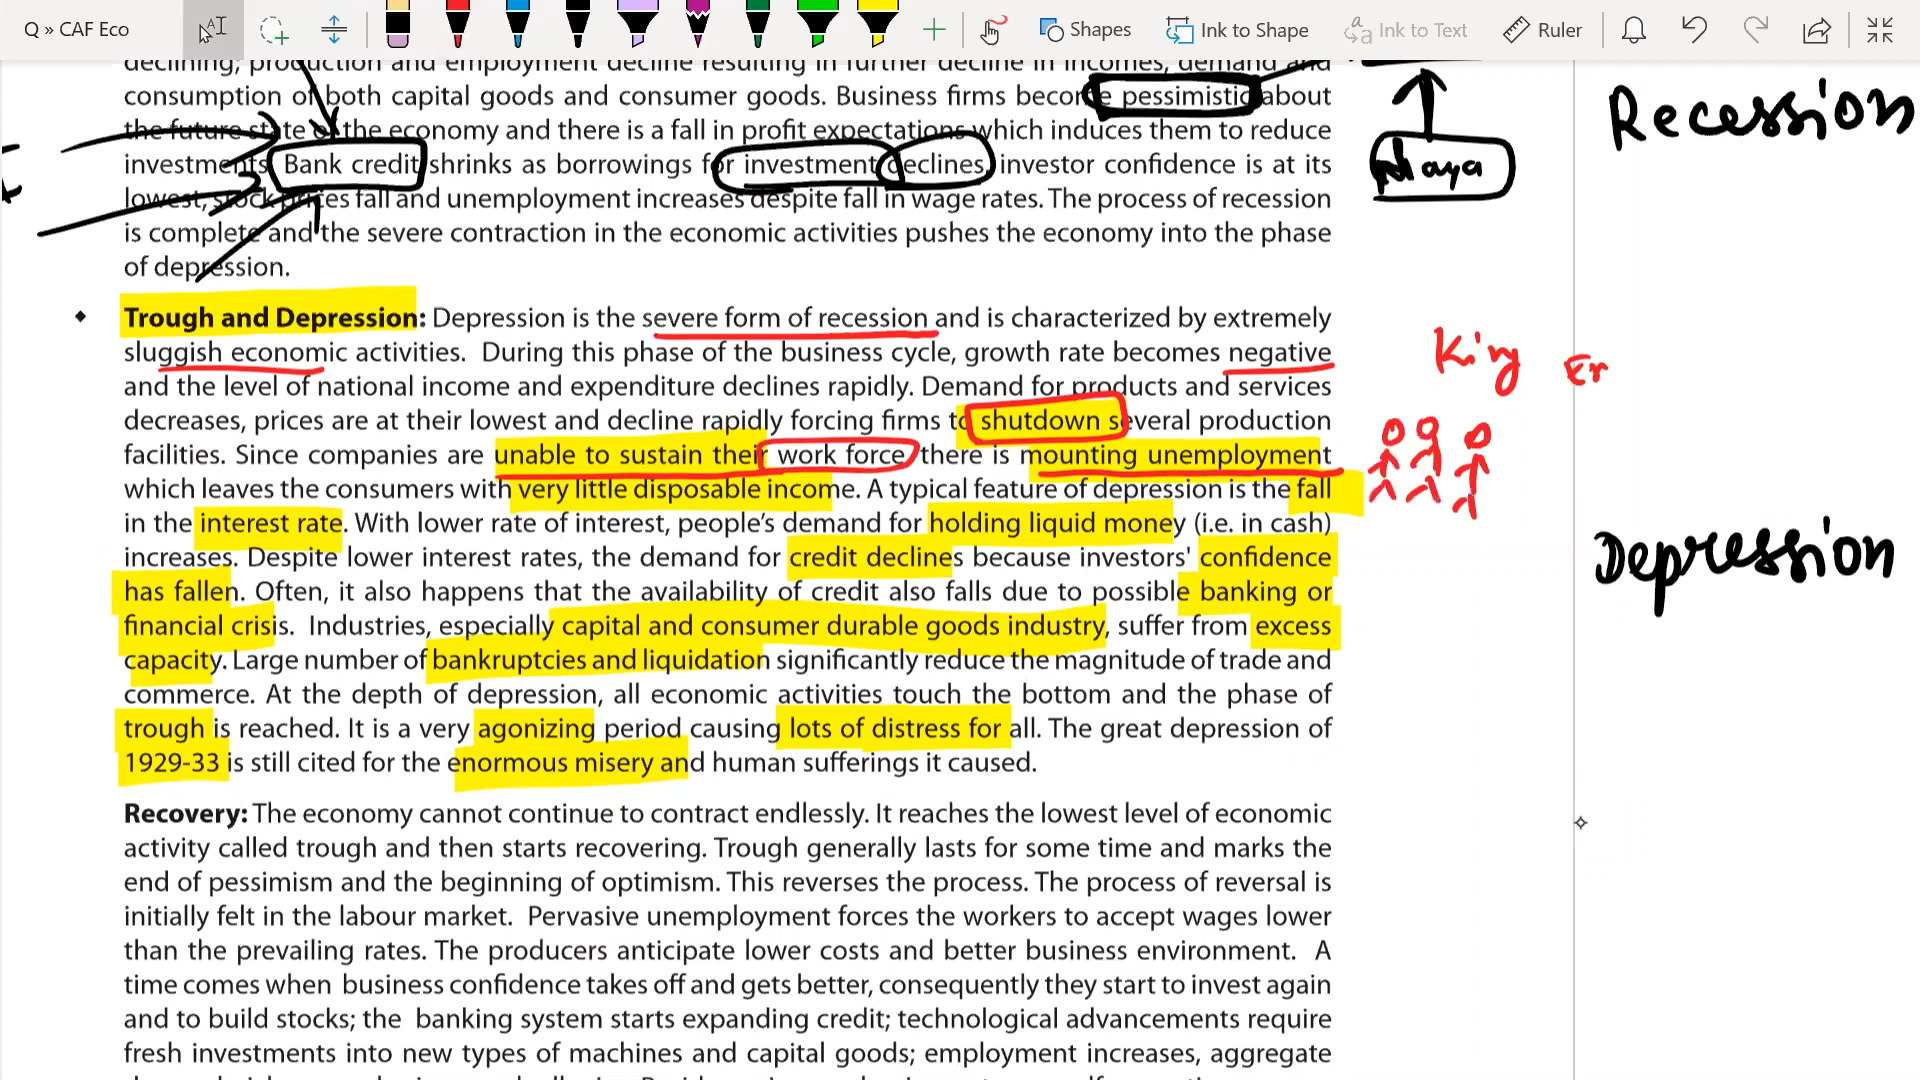 Q » CAF Eco
Shapes
Ink to Shape
Ink to Text
Ruler
declining, production and employment decline resulting in further decline in incomes, demand and
consumption of both capital goods and consumer goods. Business firms become pessimistic about
the future state of the economy and there is a fall in profit expectations which induces them to reduce
investments. Bank credit shrinks as borrowings for investment declines, investor confidence is at its
lowest, stock prices fall and unemployment increases despite fall in wage rates. The process of recession
is complete and the severe contraction in the economic activities pushes the economy into the phase
of depression.
Recession
◆ Trough and Depression: Depression is the severe form of recession and is characterized by extremely
sluggish economic activities. During this phase of the business cycle, growth rate becomes negative
and the level of national income and expenditure declines rapidly. Demand for products and services
decreases, prices are at their lowest and decline rapidly forcing firms to shutdown several production
facilities. Since companies are unable to sustain their work force there is mounting unemployment
which leaves the consumers with very little disposable income. A typical feature of depression is the fall
in the interest rate. With lower rate of interest, people's demand for holding liquid money (i.e. in cash)
increases. Despite lower interest rates, the demand for credit declines because investors' confidence
has fallen. Often, it also happens that the availability of credit also falls due to possible banking or
financial crisis. Industries, especially capital and consumer durable goods industry, suffer from excess
capacity. Large number of bankruptcies and liquidation significantly reduce the magnitude of trade and
commerce. At the depth of depression, all economic activities touch the bottom and the phase of
trough is reached. It is a very agonizing period causing lots of distress for all. The great depression of
1929-33 is still cited for the enormous misery and human sufferings it caused.
King
Depression
Recovery: The economy cannot continue to contract endlessly. It reaches the lowest level of economic
activity called trough and then starts recovering. Trough generally lasts for some time and marks the
end of pessimism and the beginning of optimism. This reverses the process. The process of reversal is
initially felt in the labour market. Pervasive unemployment forces the workers to accept wages lower
than the prevailing rates. The producers anticipate lower costs and better business environment. A
time comes when business confidence takes off and gets better, consequently they start to invest again
and to build stocks; the banking system starts expanding credit; technological advancements require
fresh investments into new types of machines and capital goods; employment increases, aggregate